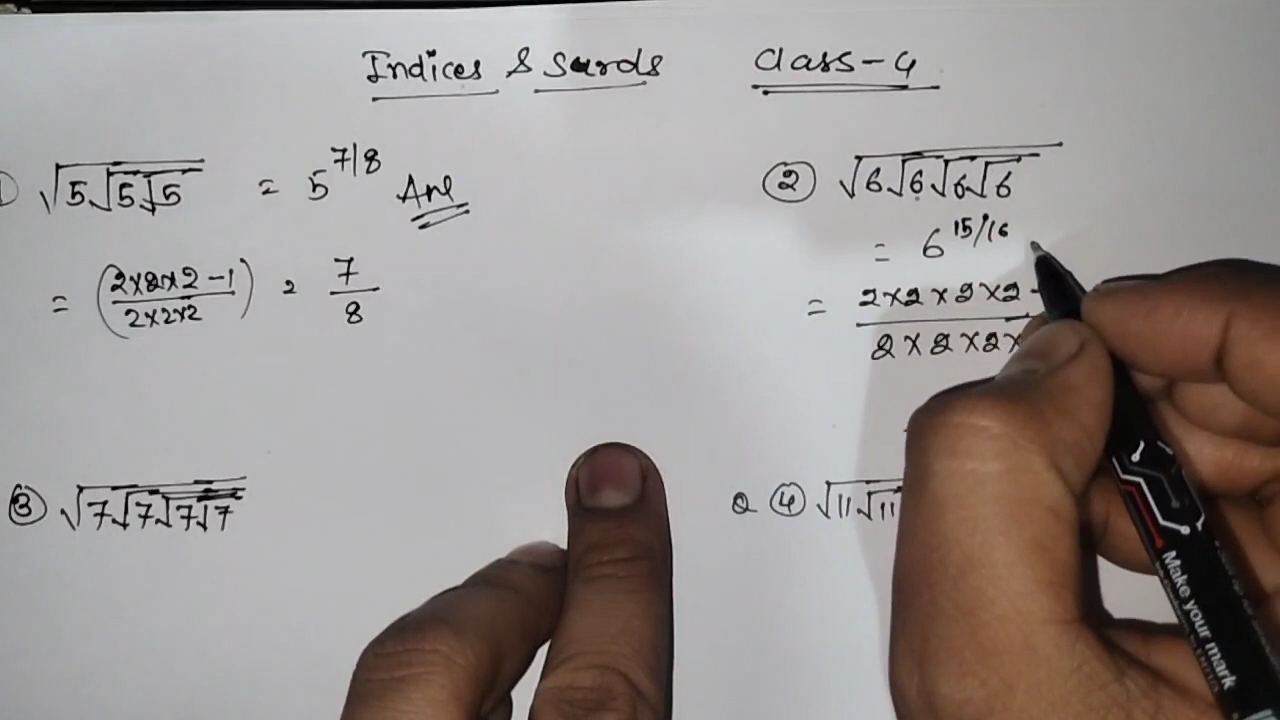 Indices & Surds Class-4
① √5√5√5 = 5^7/8 Ans
= (2×2×2-1 / 2×2×2) = 7/8
② √6√6√6√6
= 6^15/16
= 2×2×2×2- / 2×2×2×
③ √7√7√7√7
Q ④ √11√11
Make your mark